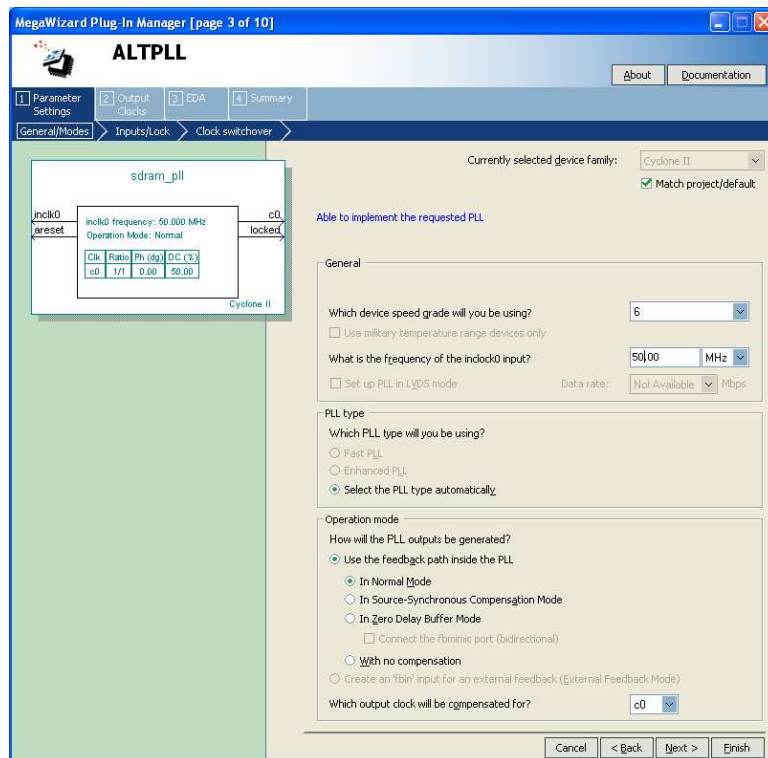 MegaWizard Plug-In Manager [page 3 of 10]
ALTPLL
About
Documentation
1 Parameter Settings
2 Output Clocks
3 EDA
4 Summary
General/Modes
Inputs/Lock
Clock switchover
sdram_pll
inclk0
areset
c0
locked
inclk0 frequency: 50.000 MHz
Operation Mode: Normal
Clk Ratio Ph (dg) DC (%)
c0 1/1 0.00 50.00
Cyclone II
Currently selected device family:
Cyclone II
Match project/default
Able to implement the requested PLL
General
Which device speed grade will you be using?
6
Use military temperature range devices only
What is the frequency of the inclock0 input?
50.00
MHz
Set up PLL in LVDS mode
Data rate:
Not Available
Mbps
PLL type
Which PLL type will you be using?
Fast PLL
Enhanced PLL
Select the PLL type automatically
Operation mode
How will the PLL outputs be generated?
Use the feedback path inside the PLL
In Normal Mode
In Source-Synchronous Compensation Mode
In Zero Delay Buffer Mode
Connect the fbmimic port (bidirectional)
With no compensation
Create an 'fbin' input for an external feedback (External Feedback Mode)
Which output clock will be compensated for?
c0
Cancel
< Back
Next >
Finish